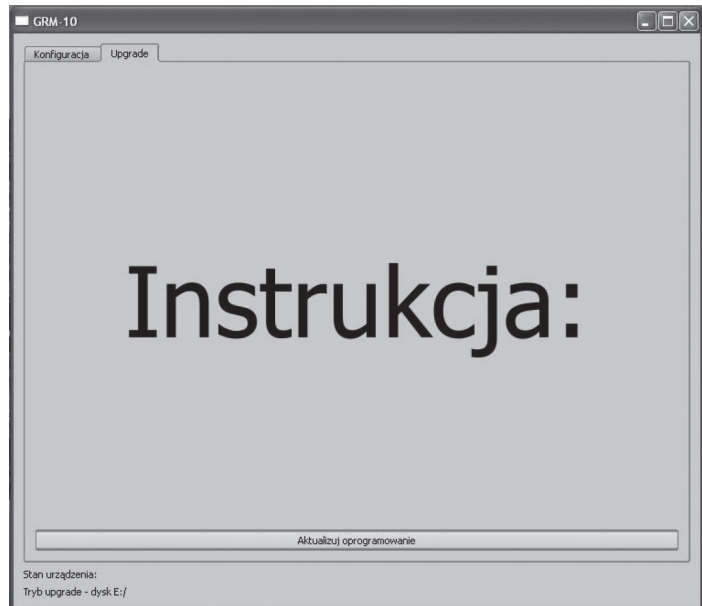 GRM-10
Konfiguracja Upgrade
Instrukcja:
Aktualizuj oprogramowanie
Stan urządzenia:
Tryb upgrade - dysk E:/